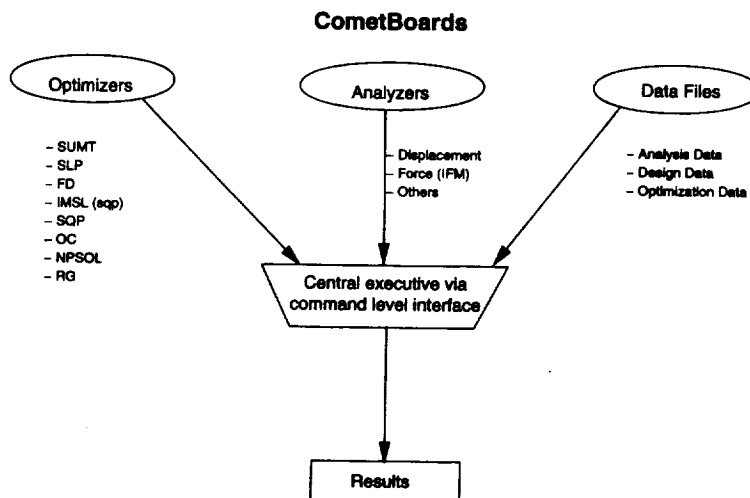 CometBoards
Optimizers
Analyzers
Data Files
– SUMT
– SLP
– FD
– IMSL (sqp)
– SQP
– OC
– NPSOL
– RG
– Displacement
– Force (IFM)
– Others
– Analysis Data
– Design Data
– Optimization Data
Central executive via
command level interface
Results